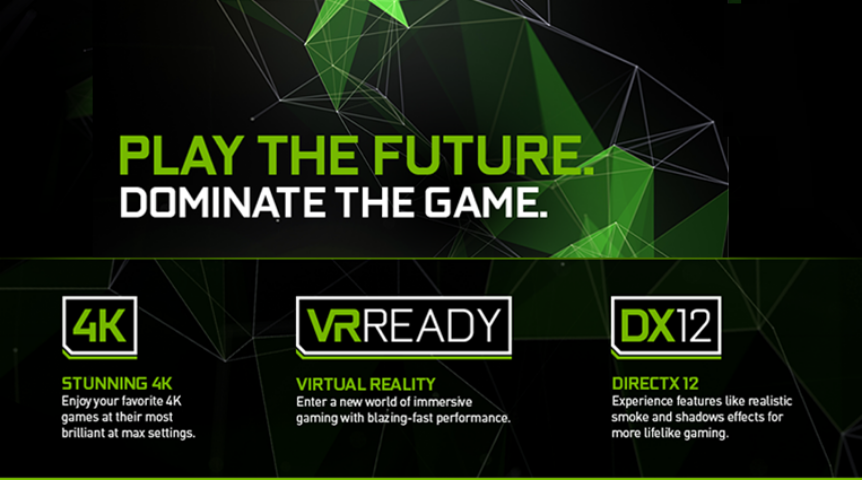 PLAY THE FUTURE.
DOMINATE THE GAME.
4K
STUNNING 4K
Enjoy your favorite 4K
games at their most
brilliant at max settings.
VRREADY
VIRTUAL REALITY
Enter a new world of immersive
gaming with blazing-fast performance.
DX12
DIRECTX 12
Experience features like realistic
smoke and shadows effects for
more lifelike gaming.